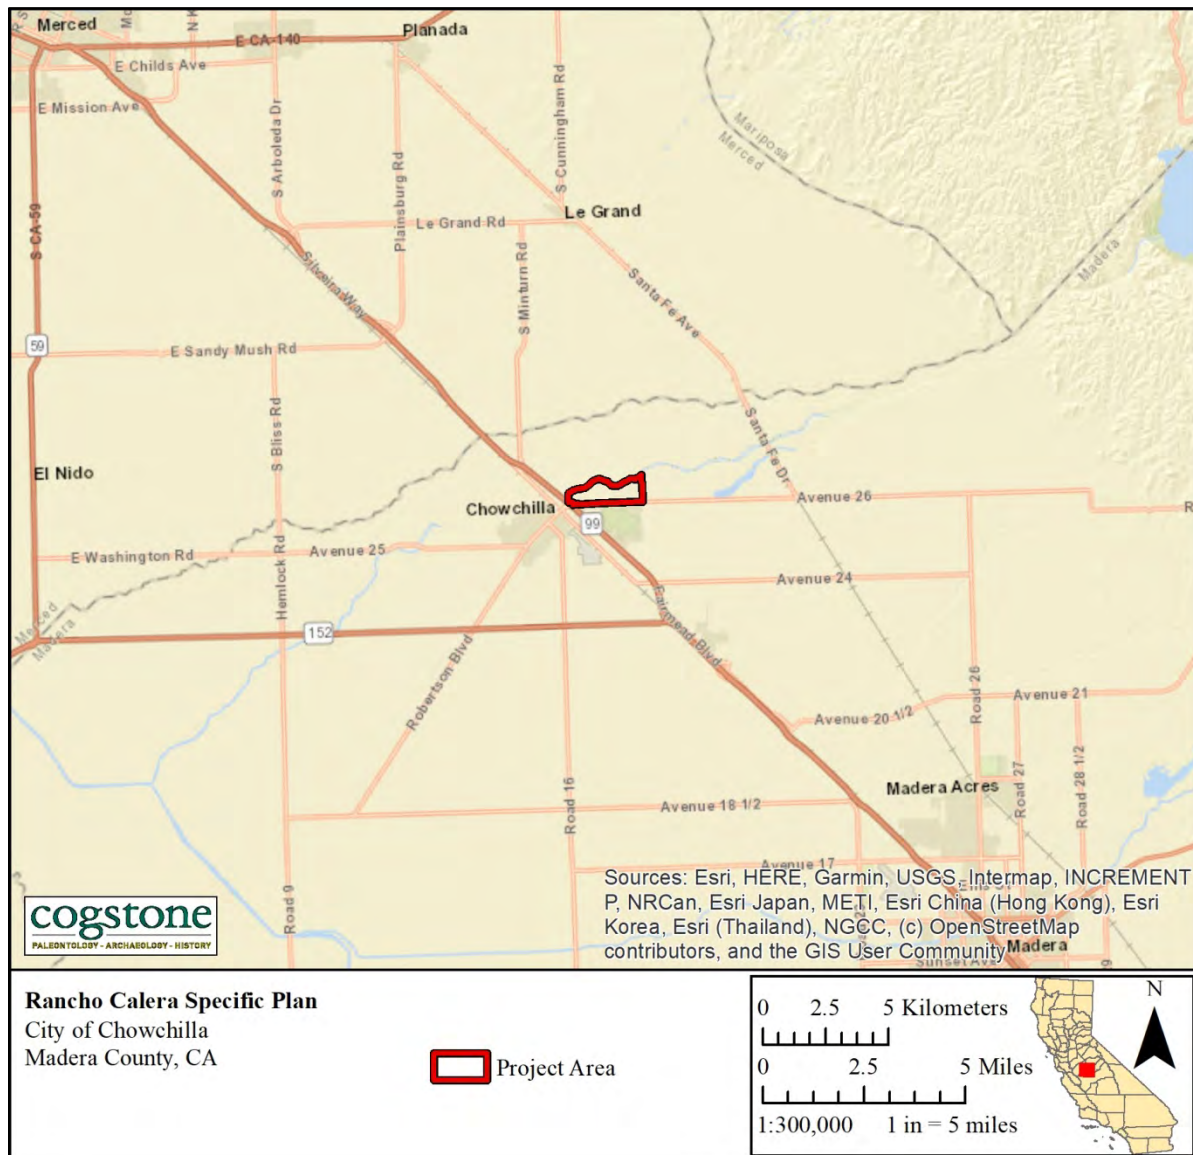 Merced
Planada
E CA-140
E Childs Ave
E Mission Ave
S Arboleda Dr
Plainsburg Rd
S Cunningham Rd
Mariposa
Merced
Le Grand
Le Grand Rd
S CA-59
Silveira Way
S Minturn Rd
Santa Fe Ave
Madera
59
E Sandy Mush Rd
S Bliss Rd
El Nido
Santa Fe Dr
Chowchilla
99
Avenue 26
E Washington Rd
Avenue 25
Hemlock Rd
Avenue 24
Fairmead Blvd
Merced
Madera
152
Robertson Blvd
Road 26
Avenue 21
Avenue 20 1/2
Road 16
Madera Acres
Road 27
Road 28 1/2
Avenue 18 1/2
Avenue 17
Road 9
Sources: Esri, HERE, Garmin, USGS, Intermap, INCREMENT
P, NRCan, Esri Japan, METI, Esri China (Hong Kong), Esri
Korea, Esri (Thailand), NGCC, (c) OpenStreetMap
contributors, and the GIS User Community
Madera
Sunset Ave
cogstone
PALEONTOLOGY - ARCHAEOLOGY - HISTORY
Rancho Calera Specific Plan
City of Chowchilla
Madera County, CA
Project Area
0 2.5 5 Kilometers
0 2.5 5 Miles
1:300,000 1 in = 5 miles
N